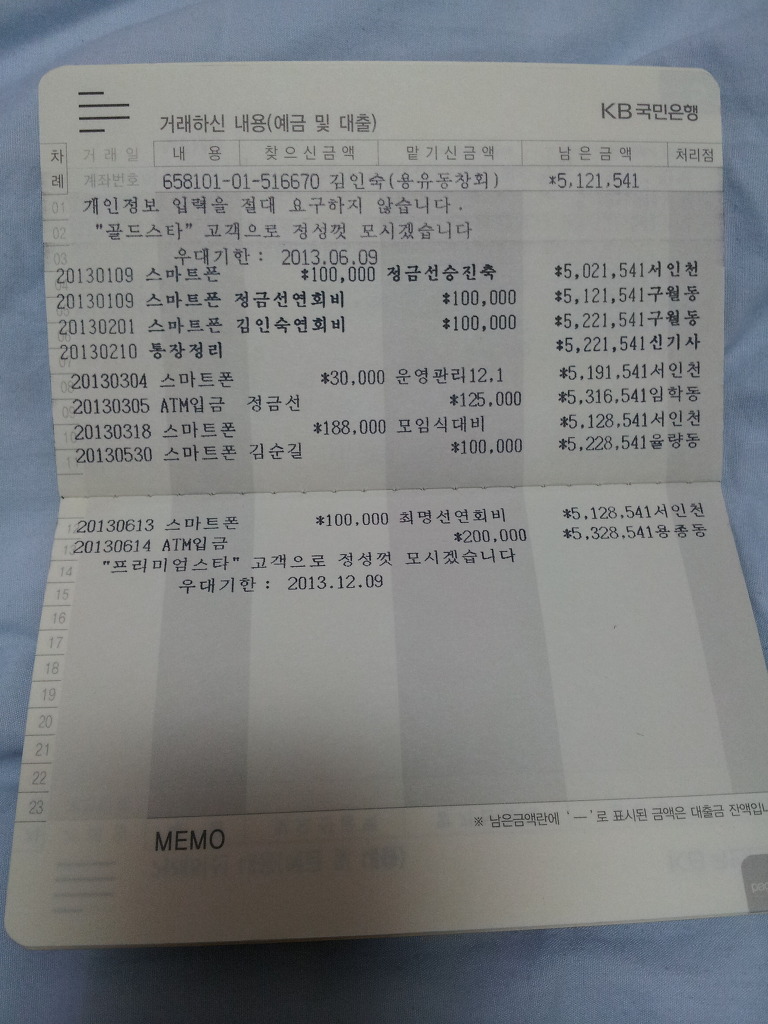 거래하신 내용(예금 및 대출) KB국민은행
차례 거래일 내 용 찾으신금액 맡기신금액 남은금액 처리점
계좌번호 658101-01-516670 김인숙(용유동창회) *5,121,541
01 개인정보 입력을 절대 요구하지 않습니다.
02 "골드스타" 고객으로 정성껏 모시겠습니다
03 우대기한: 2013.06.09
20130109 스마트폰 *100,000 정금선승진축 *5,021,541서인천
20130109 스마트폰 정금선연회비 *100,000 *5,121,541구월동
20130201 스마트폰 김인숙연회비 *100,000 *5,221,541구월동
20130210 통장정리 *5,221,541신기사
20130304 스마트폰 *30,000 운영관리12,1 *5,191,541서인천
20130305 ATM입금 정금선 *125,000 *5,316,541임학동
20130318 스마트폰 *188,000 모임식대비 *5,128,541서인천
20130530 스마트폰 김순길 *100,000 *5,228,541율량동
20130613 스마트폰 *100,000 최명선연회비 *5,128,541서인천
20130614 ATM입금 *200,000 *5,328,541용종동
14 "프리미엄스타" 고객으로 정성껏 모시겠습니다
15 우대기한: 2013.12.09
16
17
18
19
20
21
22
23
※ 남은금액란에 '—'로 표시된 금액은 대출금 잔액입니
MEMO